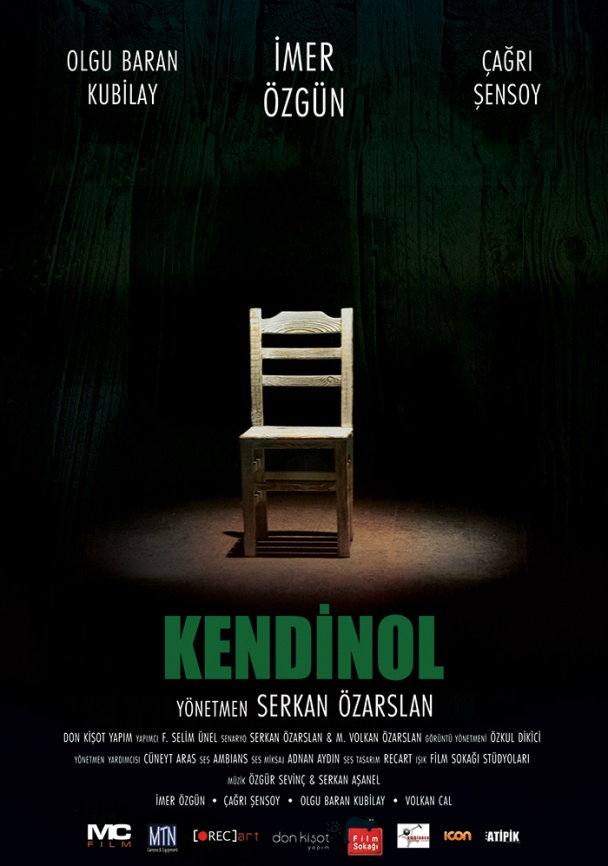 OLGU BARAN
KUBİLAY
İMER
ÖZGÜN
ÇAĞRI
ŞENSOY
KENDİNOL
YÖNETMEN SERKAN ÖZARSLAN
DON KİŞOT YAPIM YAPIMCI F. SELİM ÜNEL SENARYO SERKAN ÖZARSLAN & M. VOLKAN ÖZARSLAN GÖRÜNTÜ YÖNETMENİ ÖZKUL DİKİCİ
YÖNETMEN YARDIMCISI CÜNEYT ARAS SES AMBIANS SES MİKSAJ ADNAN AYDIN SES TASARIM RECART IŞIK FİLM SOKAĞI STÜDYOLARI
MÜZİK ÖZGÜR SEVİNÇ & SERKAN AŞANEL
İMER ÖZGÜN • ÇAĞRI ŞENSOY • OLGU BARAN KUBİLAY • VOLKAN CAL
MC FILM
MTN
[REC]art
don kişot yapım
Film Sokağı
ICON
ATİPİK